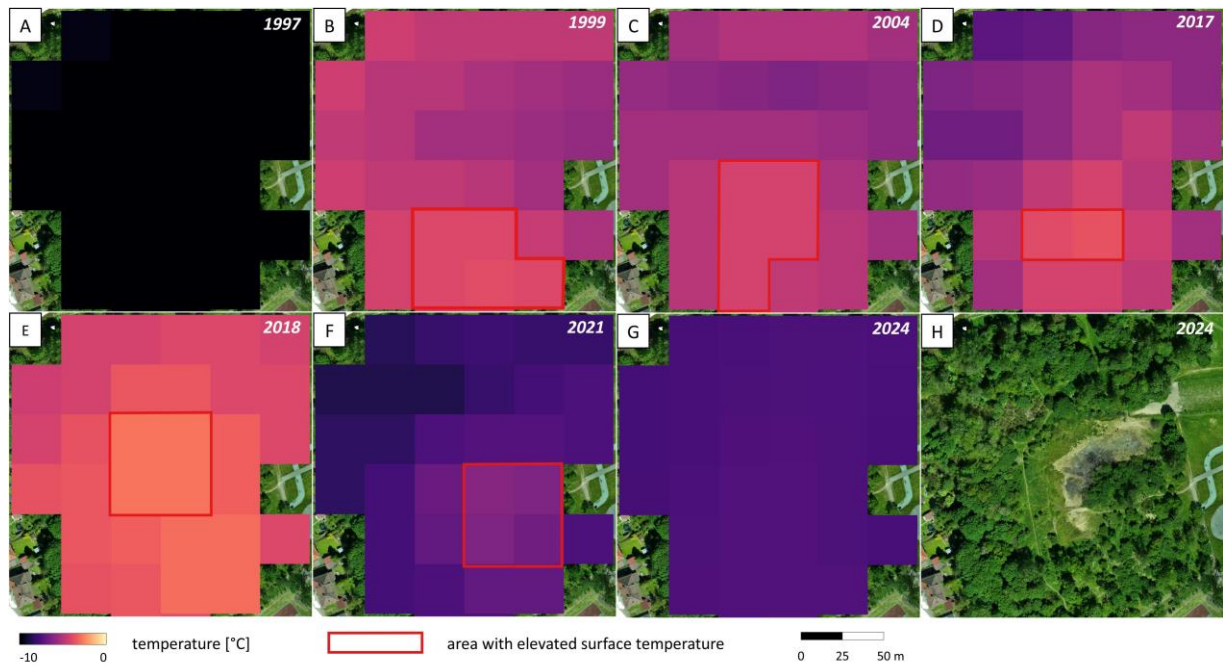 A 1997
B 1999
C 2004
D 2017
E 2018
F 2021
G 2024
H 2024
temperature [°C]
-10 0
area with elevated surface temperature
0 25 50 m